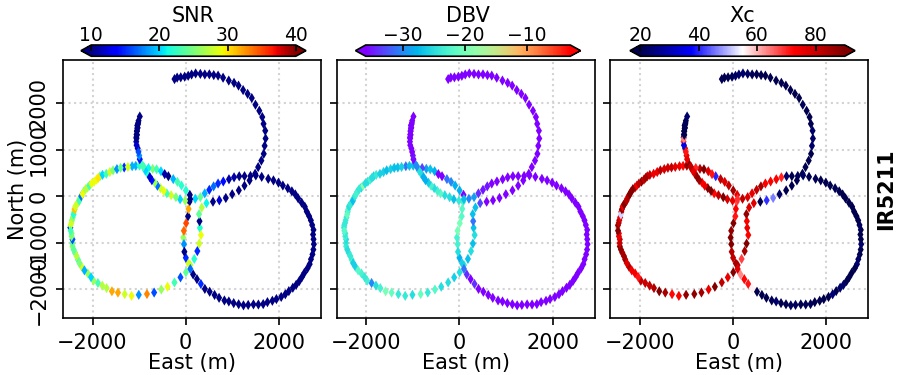 SNR DBV Xc
10 20 30 40 −30 −20 −10 20 40 60 80
North (m)
2000
1000
0
−1000
−2000
−2000 0 2000 −2000 0 2000 −2000 0 2000
East (m) East (m) East (m)
IR5211